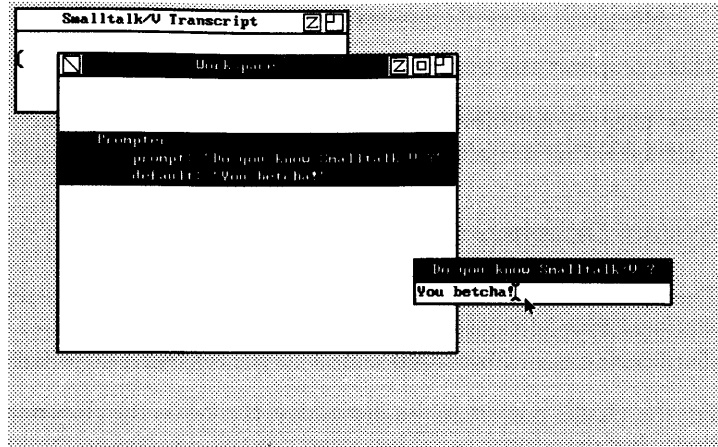 Smalltalk/V Transcript
Workspace
Prompter
prompt: 'Do you know Smalltalk/V ?'
default: 'You betcha!'
Do you know Smalltalk/V ?
You betcha!